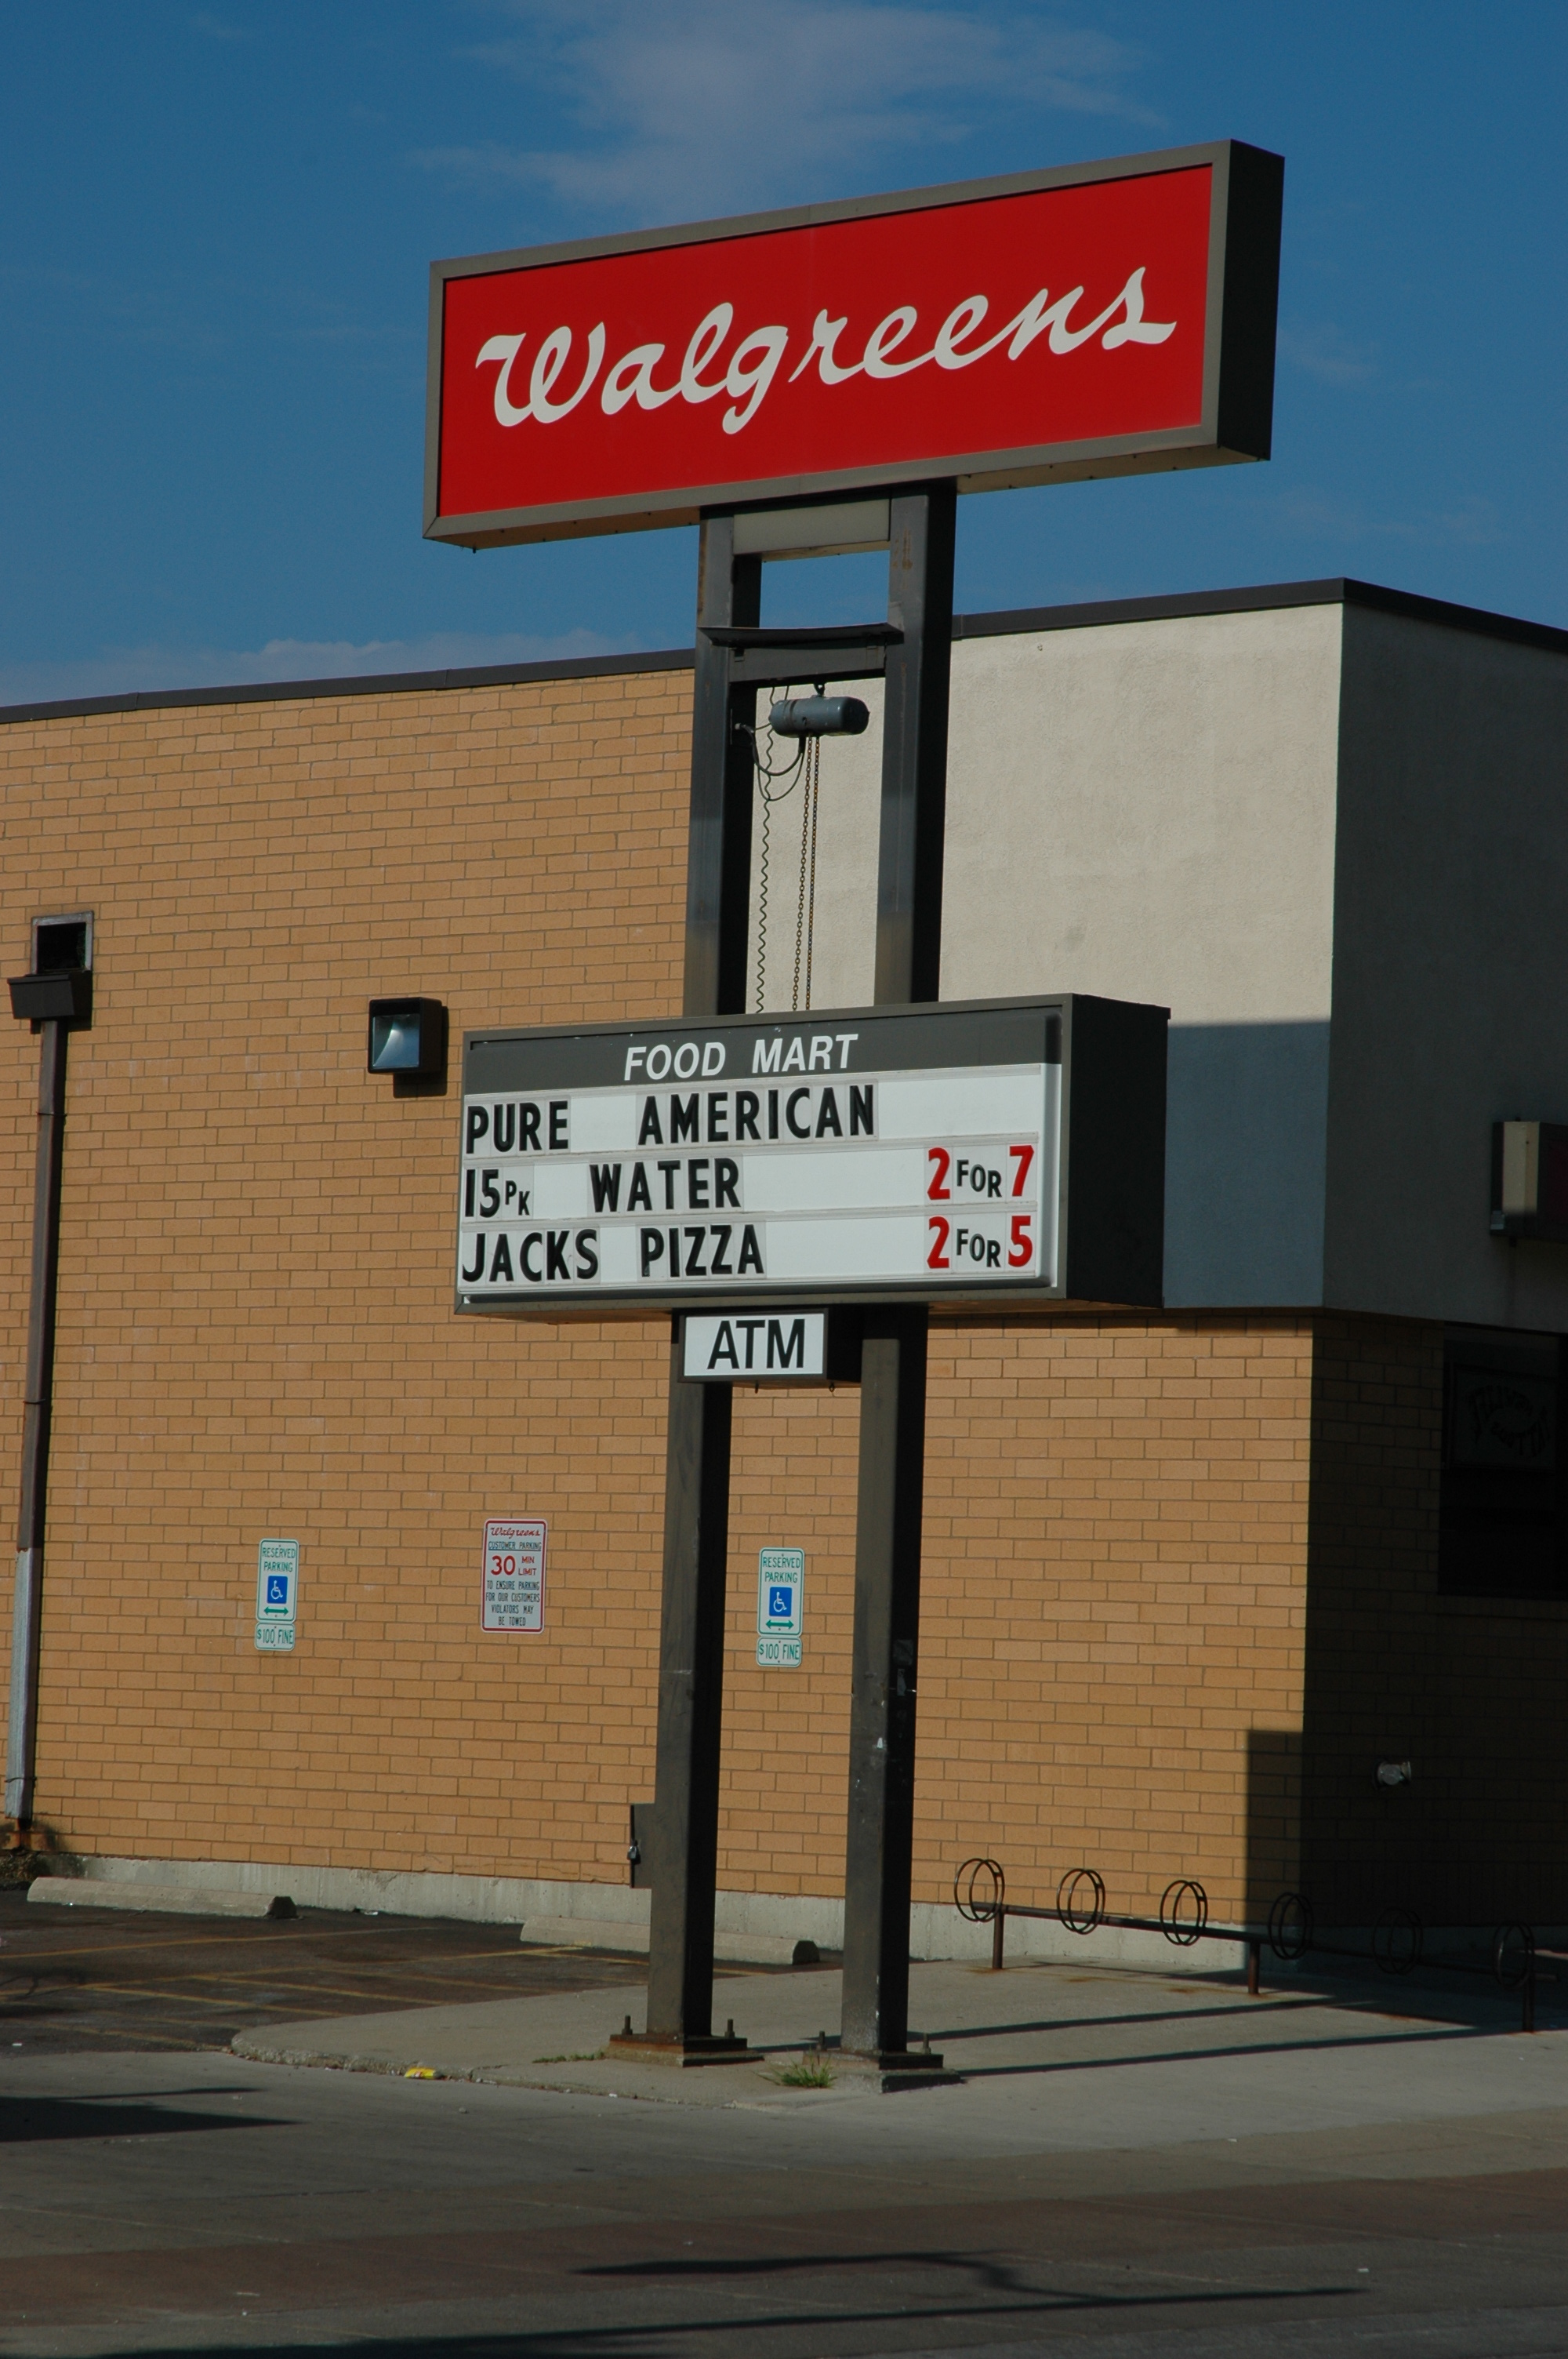 Walgreens
FOOD MART
PURE AMERICAN
15PK WATER 2 FOR 7
JACKS PIZZA 2 FOR 5
ATM
RESERVED
PARKING
$100 FINE
Walgreens
CUSTOMER PARKING
30 MIN
LIMIT
TO ENSURE PARKING
FOR OUR CUSTOMERS
VIOLATORS MAY
BE TOWED
RESERVED
PARKING
$100 FINE